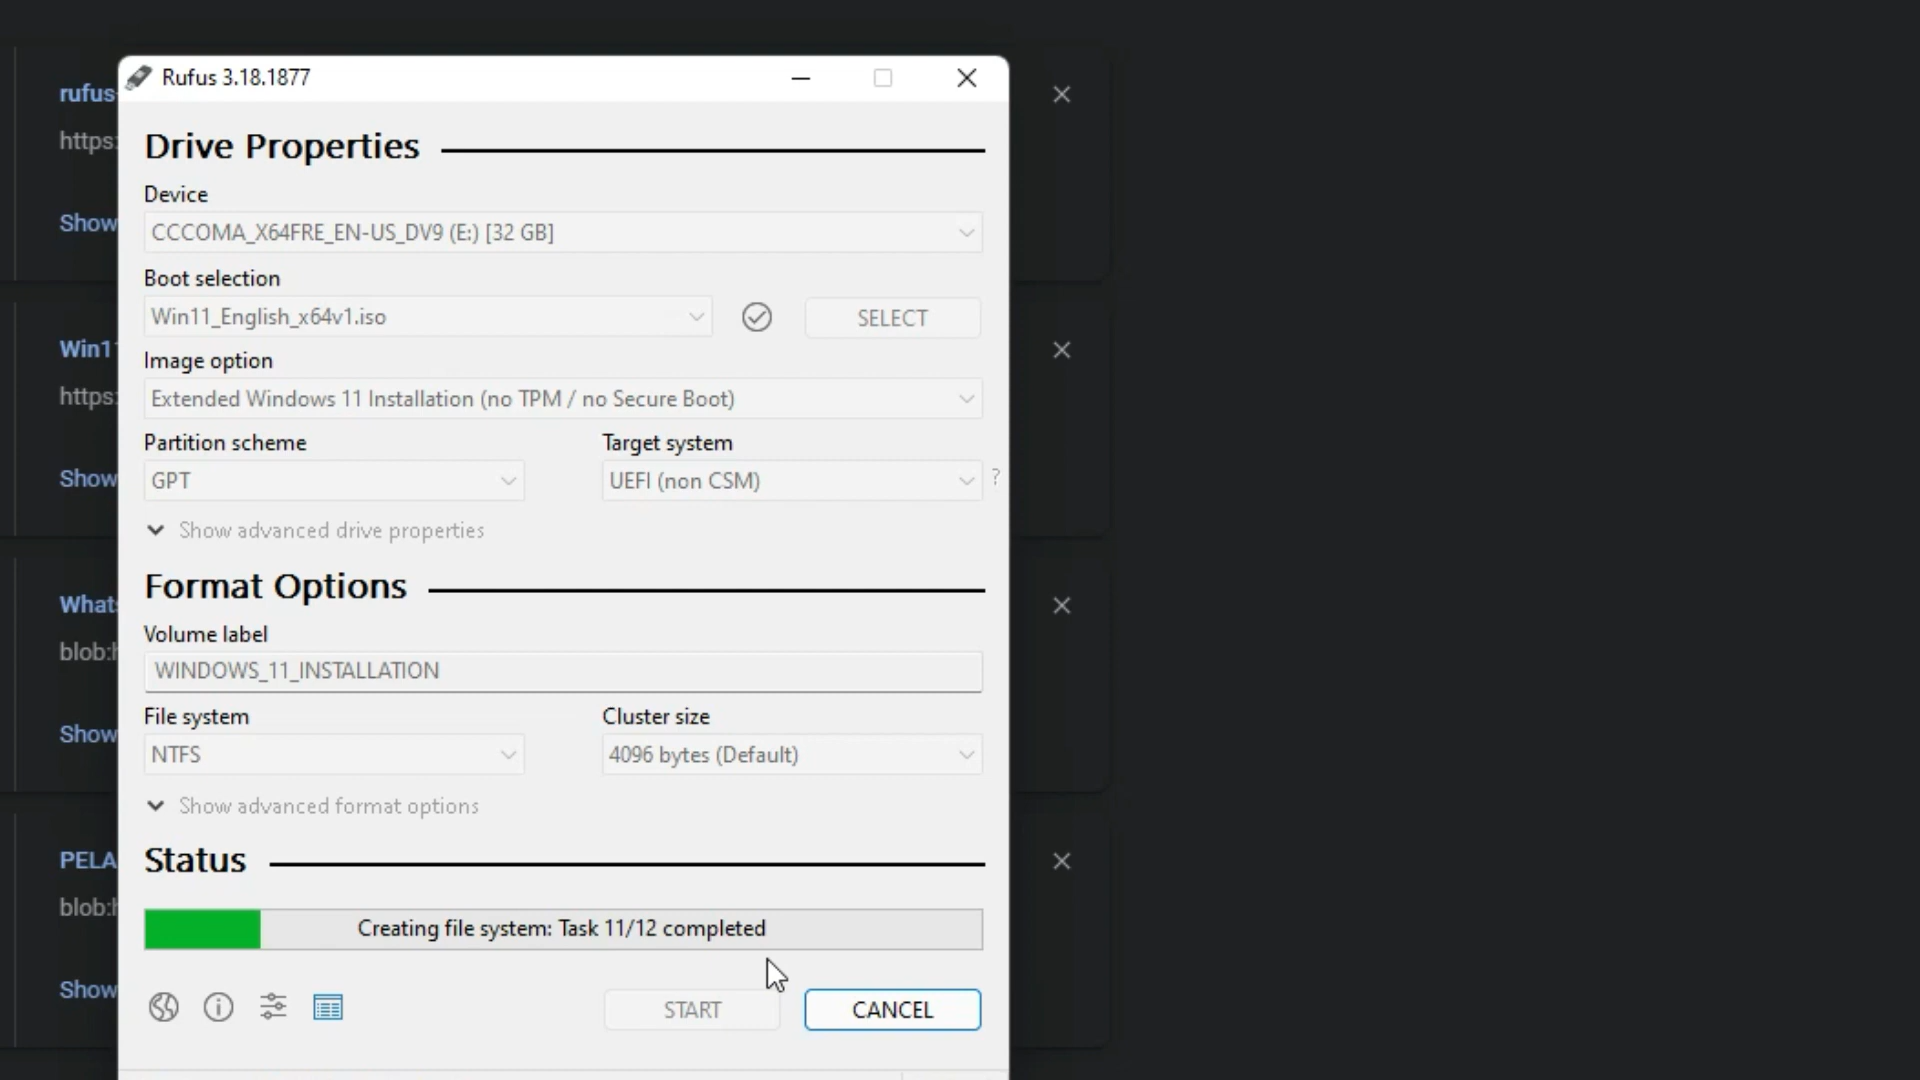 Rufus 3.18.1877
rufus-
https:
Show
Win11
https:
Show
Whats
blob:h
Show
PELA
blob:h
Show
Drive Properties
Device
CCCOMA_X64FRE_EN-US_DV9 (E:) [32 GB]
Boot selection
Win11_English_x64v1.iso
SELECT
Image option
Extended Windows 11 Installation (no TPM / no Secure Boot)
Partition scheme
Target system
GPT
UEFI (non CSM)
?
Show advanced drive properties
Format Options
Volume label
WINDOWS_11_INSTALLATION
File system
Cluster size
NTFS
4096 bytes (Default)
Show advanced format options
Status
Creating file system: Task 11/12 completed
START
CANCEL